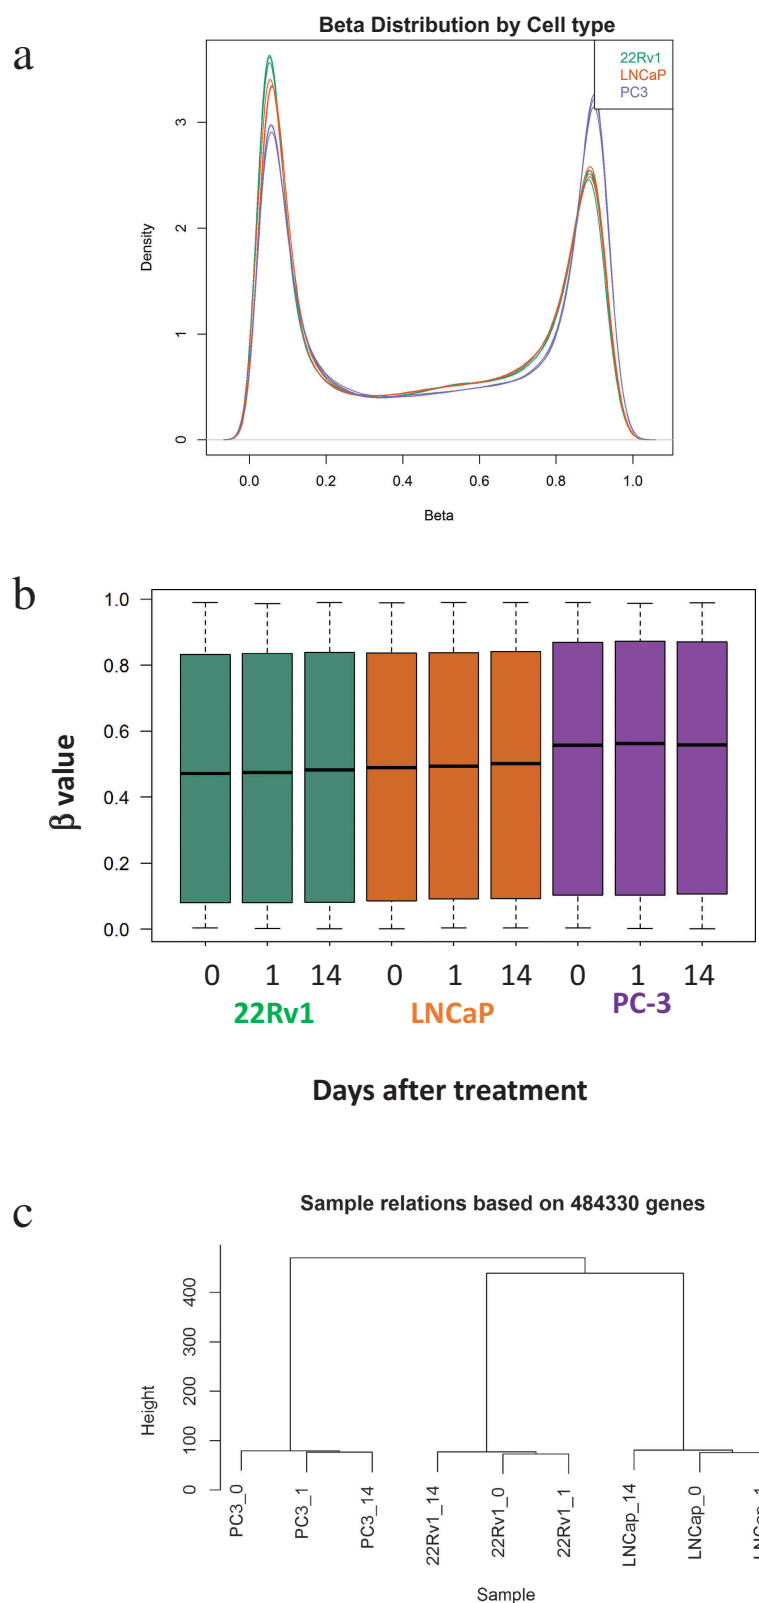 a
Beta Distribution by Cell type
22Rv1
LNCaP
PC3
3
2
1
0
Density
0.0 0.2 0.4 0.6 0.8 1.0
Beta
b
1.0
0.8
0.6
0.4
0.2
0.0
β value
0 1 14 0 1 14 0 1 14
22Rv1 LNCaP PC-3
Days after treatment
c
Sample relations based on 484330 genes
400
300
200
100
0
Height
PC3_0
PC3_1
PC3_14
22Rv1_14
22Rv1_0
22Rv1_1
LNCap_14
LNCap_0
Sample